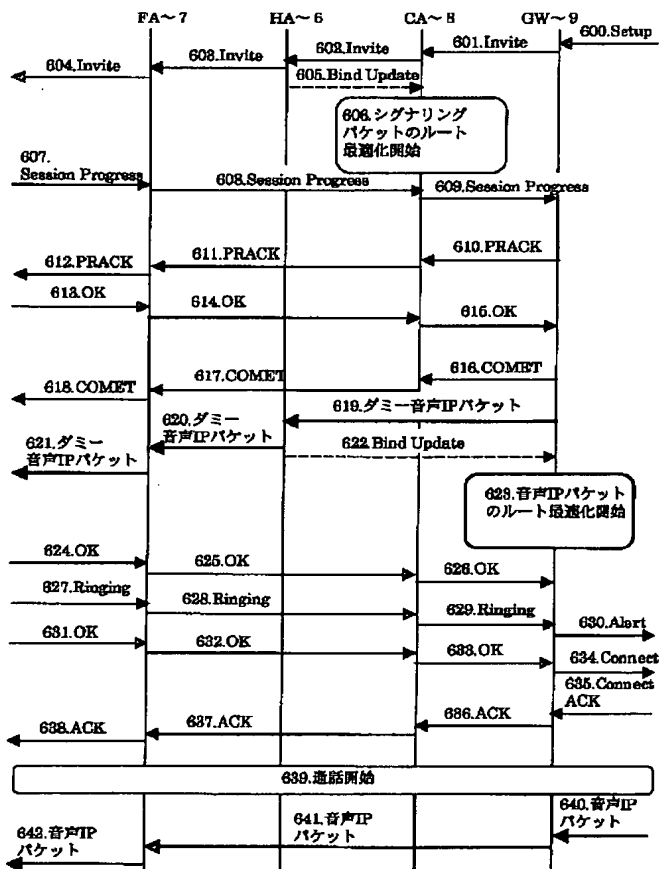 FA~7 HA~6 CA~8 GW~9
600.Setup
601.Invite
602.Invite
603.Invite
604.Invite
605.Bind Update
606.シグナリング
パケットのルート
最適化開始
607.
Session Progress
608.Session Progress
609.Session Progress
610.PRACK
611.PRACK
612.PRACK
613.OK
614.OK
615.OK
616.COMET
617.COMET
618.COMET
619.ダミー音声IPパケット
620.ダミー
音声IPパケット
621.ダミー
音声IPパケット
622.Bind Update
623.音声IPパケット
のルート最適化開始
624.OK
625.OK
626.OK
627.Ringing
628.Ringing
629.Ringing
630.Alert
631.OK
632.OK
633.OK
634.Connect
635.Connect
ACK
636.ACK
637.ACK
638.ACK
639.通話開始
640.音声IP
パケット
641.音声IP
パケット
642.音声IP
パケット